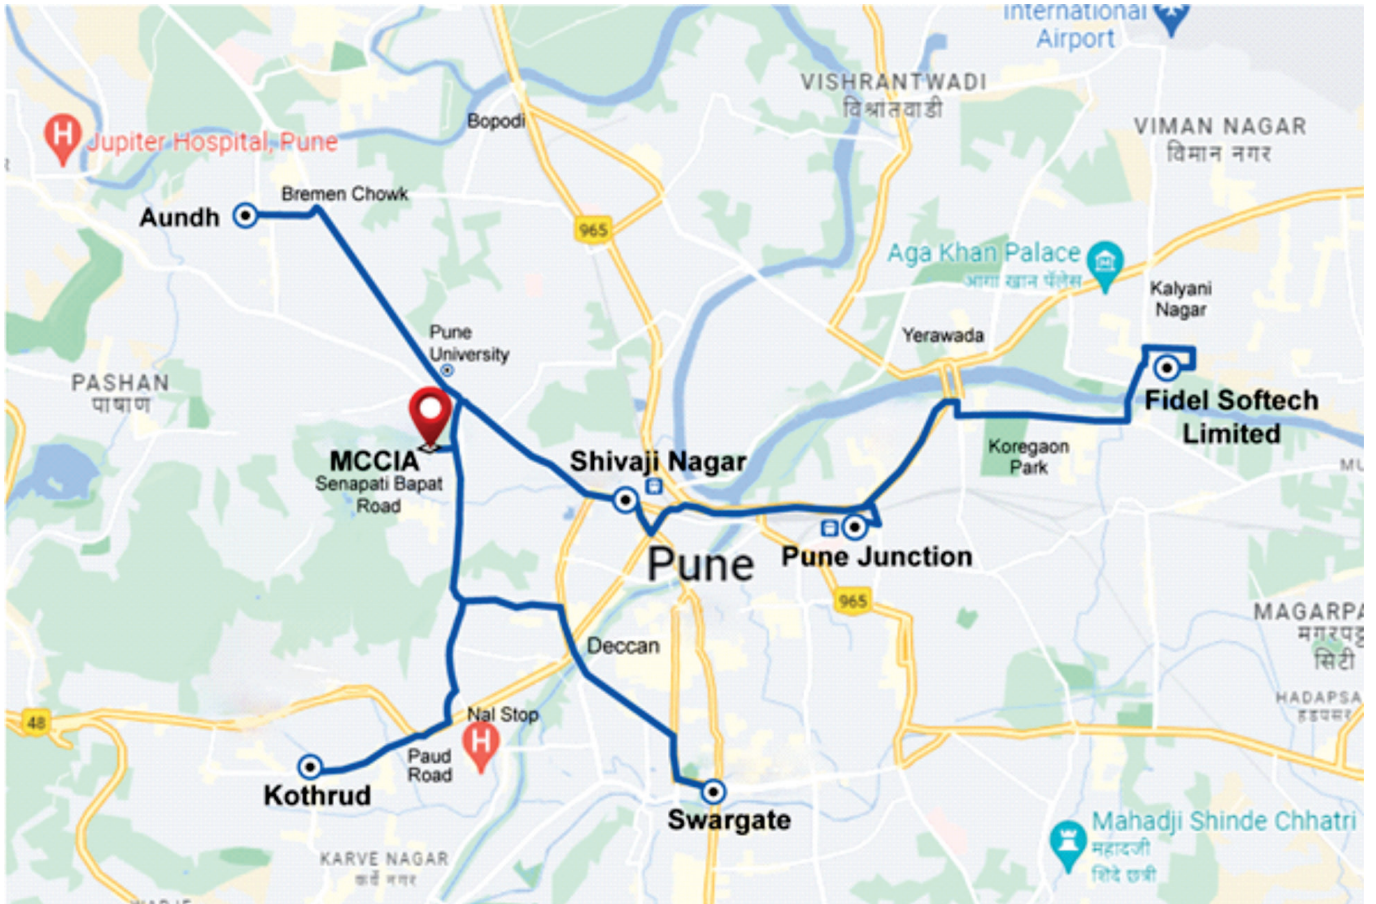 International
Airport
VISHRANTWADI
विश्रांतवाडी
Bopodi
VIMAN NAGAR
विमान नगर
H
Jupiter Hospital, Pune
R
Bremen Chowk
Aundh
965
Aga Khan Palace
आगा खान पॅलेस
Kalyani
Nagar
Yerawada
Pune
University
PASHAN
पाषाण
Fidel Softech
Limited
MCCIA
Senapati Bapat
Road
Shivaji Nagar
Koregaon
Park
MU
Pune
Pune Junction
965
MAGARPA
मगरपट्ट
सिटी
Deccan
HADAPSA
हडपसर
48
Nal Stop
H
Paud
Road
Kothrud
Swargate
Mahadji Shinde Chhatri
महादजी
शिंदे छत्री
KARVE NAGAR
कर्वे नगर